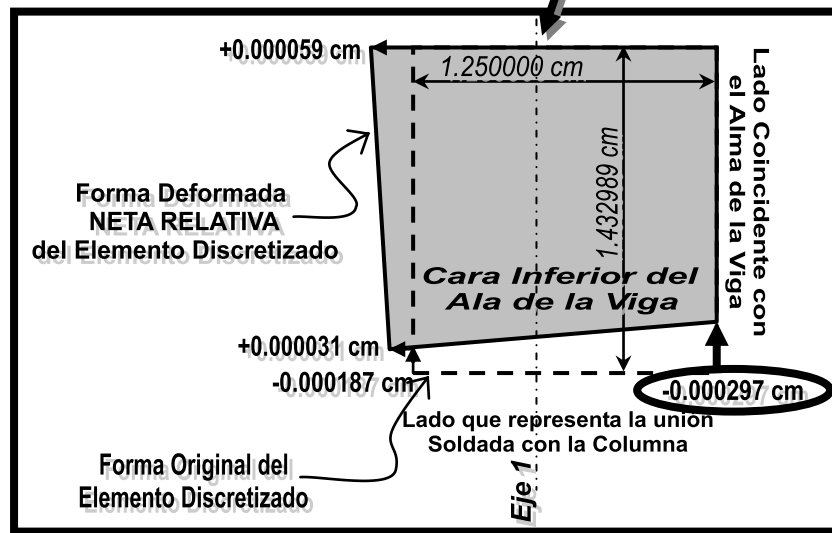 +0.000059 cm
1.250000 cm
Lado Coincidente con
el Alma de la Viga
1.432989 cm
Forma Deformada
NETA RELATIVA
del Elemento Discretizado
Cara Inferior del
Ala de la Viga
+0.000031 cm
-0.000187 cm
-0.000297 cm
Lado que representa la unión
Soldada con la Columna
Forma Original del
Elemento Discretizado
Eje 1